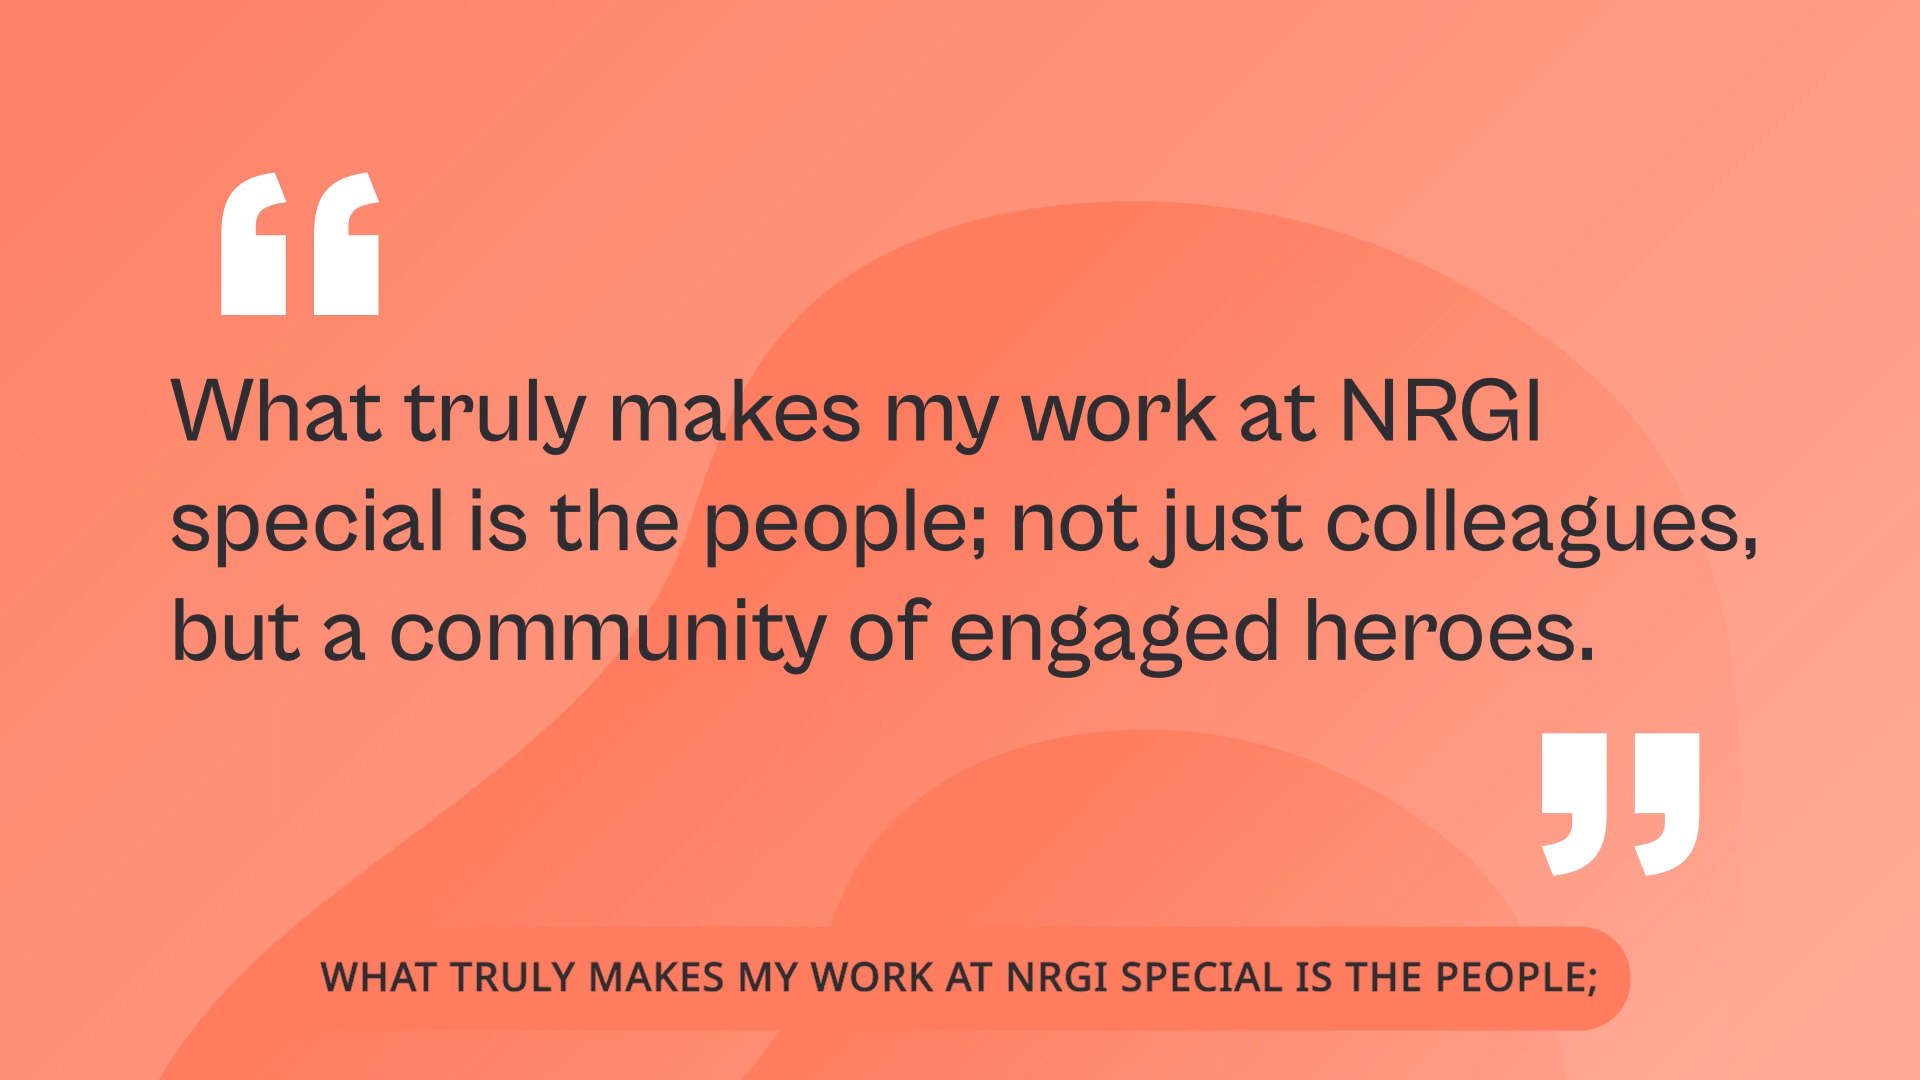 “
What truly makes my work at NRGI
special is the people; not just colleagues,
but a community of engaged heroes.
”
WHAT TRULY MAKES MY WORK AT NRGI SPECIAL IS THE PEOPLE;